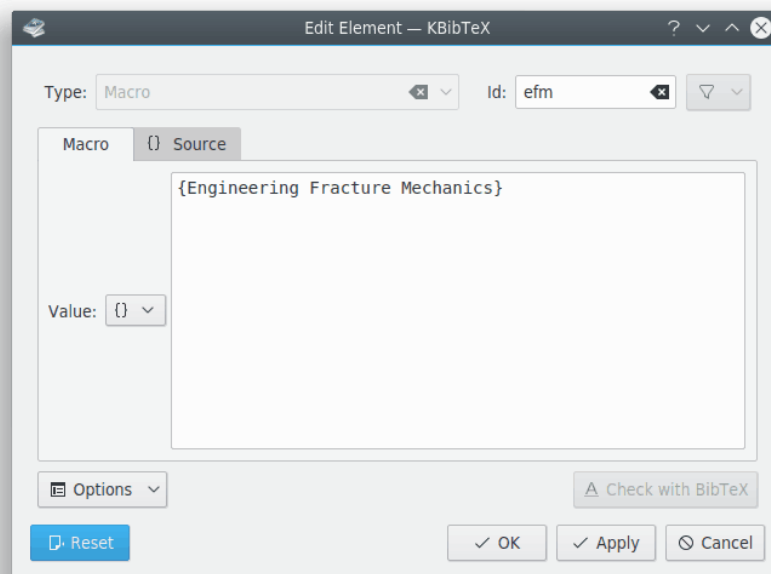 Edit Element — KBibTeX
Type: Macro Id: efm
Macro {} Source
{Engineering Fracture Mechanics}
Value: {}
Options Check with BibTeX
Reset OK Apply Cancel